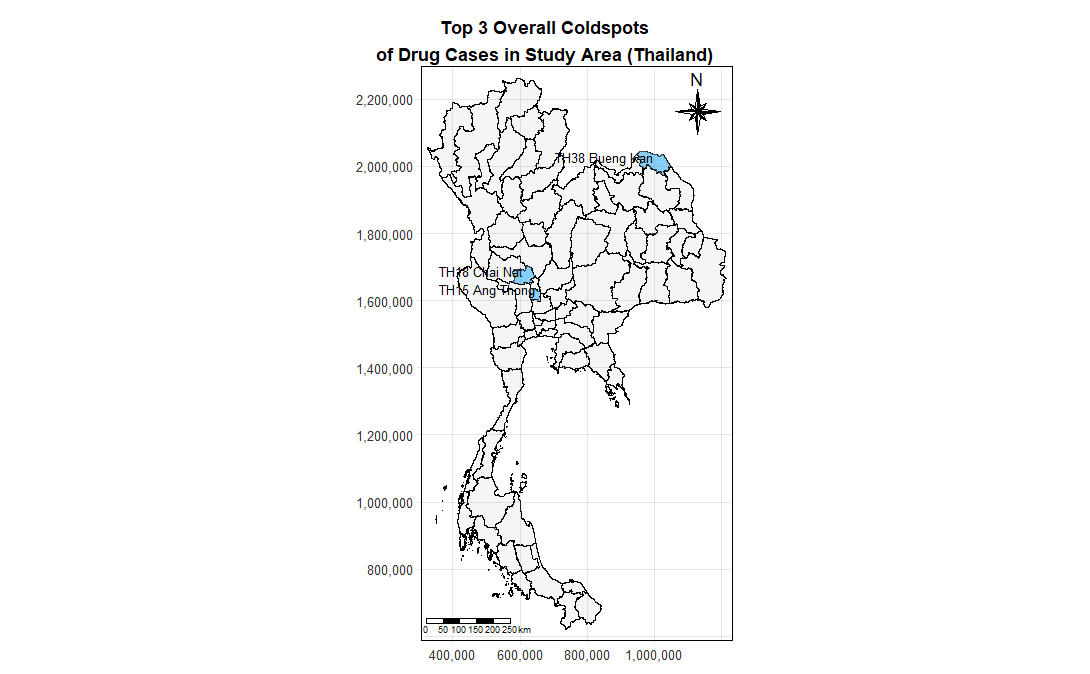 Top 3 Overall Coldspots
of Drug Cases in Study Area (Thailand)
N
2,200,000
2,000,000
1,800,000
1,600,000
1,400,000
1,200,000
1,000,000
800,000
TH38 Bueng Kan
TH18 Chai Nat
TH15 Ang Thong
0 50 100 150 200 250 km
400,000 600,000 800,000 1,000,000